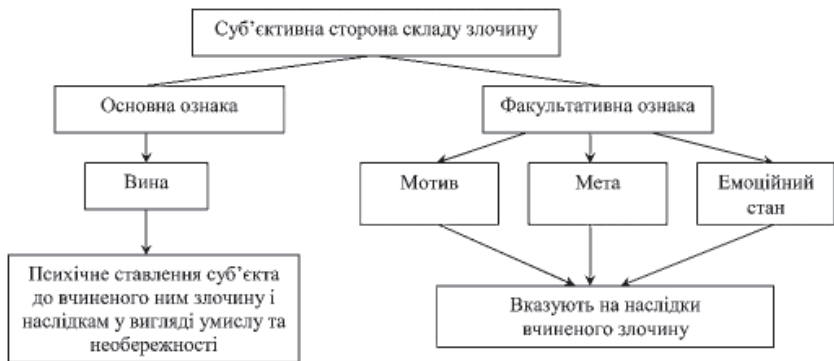 Суб’єктивна сторона складу злочину
Основна ознака
Факультативна ознака
Вина
Мотив
Мета
Емоційний
стан
Психічне ставлення суб’єкта
до вчиненого ним злочину і
наслідкам у вигляді умислу та
необережності
Вказують на наслідки
вчиненого злочину